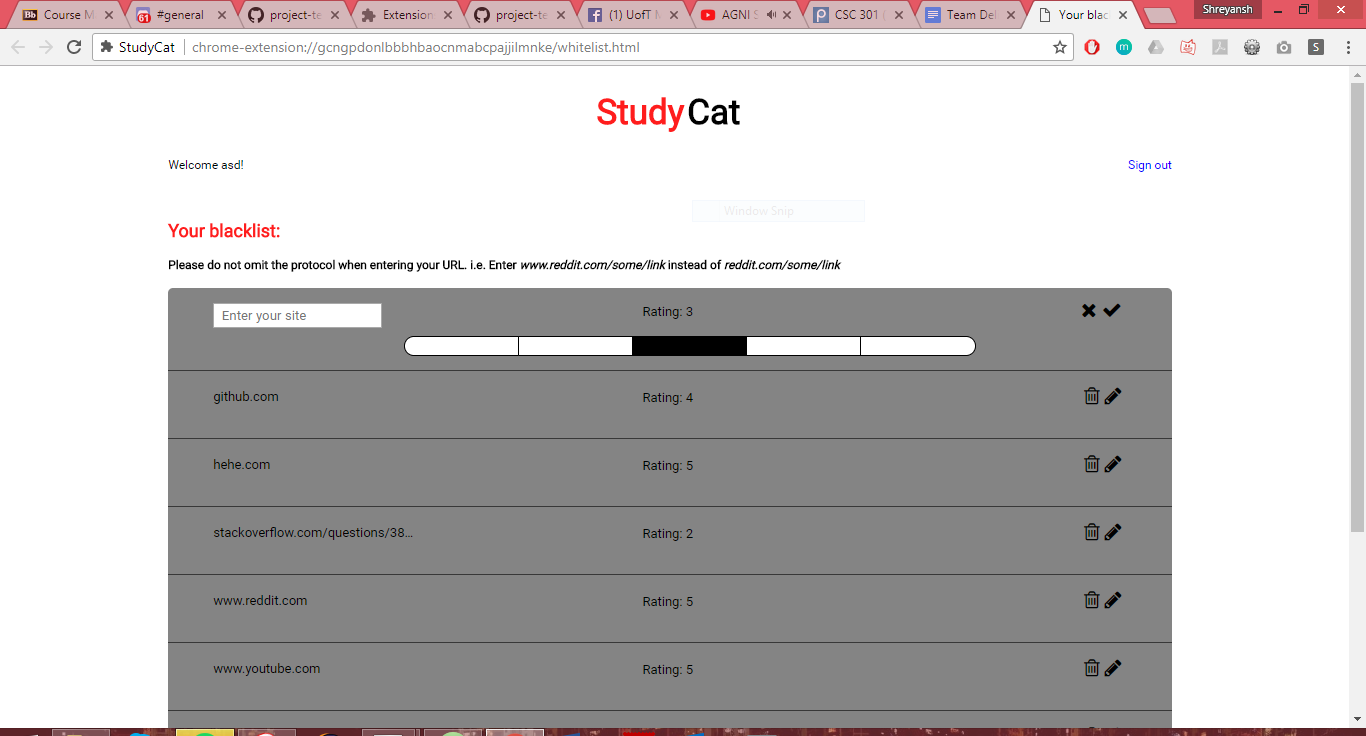 Bb Course M
61 #general
project-te
Extension
project-te
(1) UofT M
AGNI S
CSC 301 (
Team Del
Your blac
Shreyansh
StudyCat chrome-extension://gcngpdonlbbbhbaocnmabcpajjilmnke/whitelist.html
m
S
StudyCat
Welcome asd!
Sign out
Window Snip
Your blacklist:
Please do not omit the protocol when entering your URL. i.e. Enter www.reddit.com/some/link instead of reddit.com/some/link
Enter your site
Rating: 3
github.com
Rating: 4
hehe.com
Rating: 5
stackoverflow.com/questions/38...
Rating: 2
www.reddit.com
Rating: 5
www.youtube.com
Rating: 5